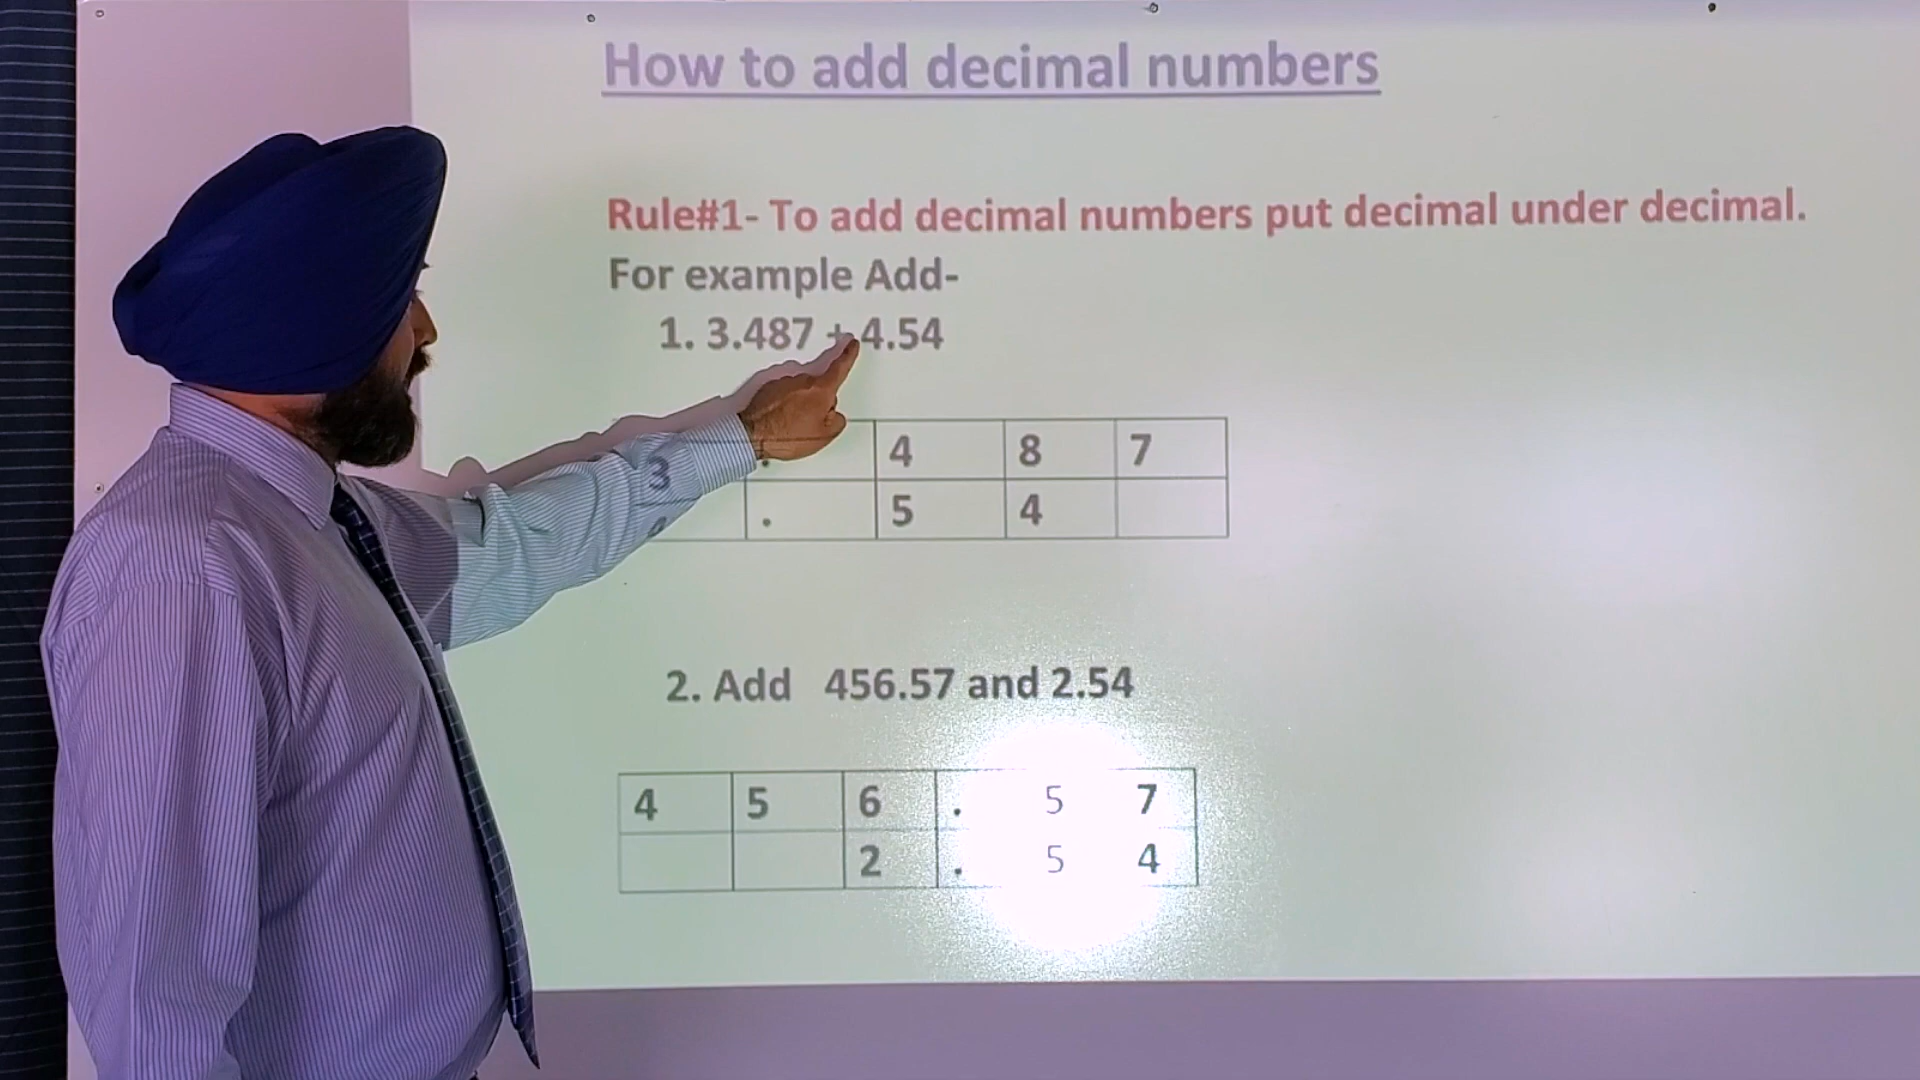 How to add decimal numbers
Rule#1- To add decimal numbers put decimal under decimal.
For example Add-
1. 3.487 + 4.54
3 . 4 8 7
. 5 4
2. Add 456.57 and 2.54
4 5 6 . 5 7
2 . 5 4